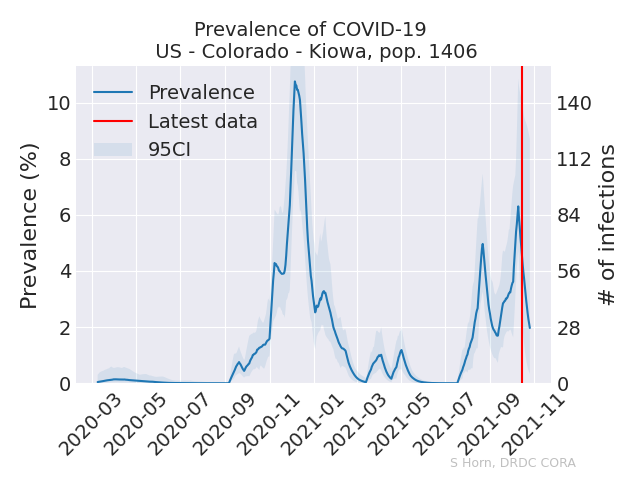 Prevalence of COVID-19
US - Colorado - Kiowa, pop. 1406
Prevalence
Latest data
95CI
Prevalence (%)
0
2
4
6
8
10
# of infections
0
28
56
84
112
140
2020-03
2020-05
2020-07
2020-09
2020-11
2021-01
2021-03
2021-05
2021-07
2021-09
2021-11
S Horn, DRDC CORA